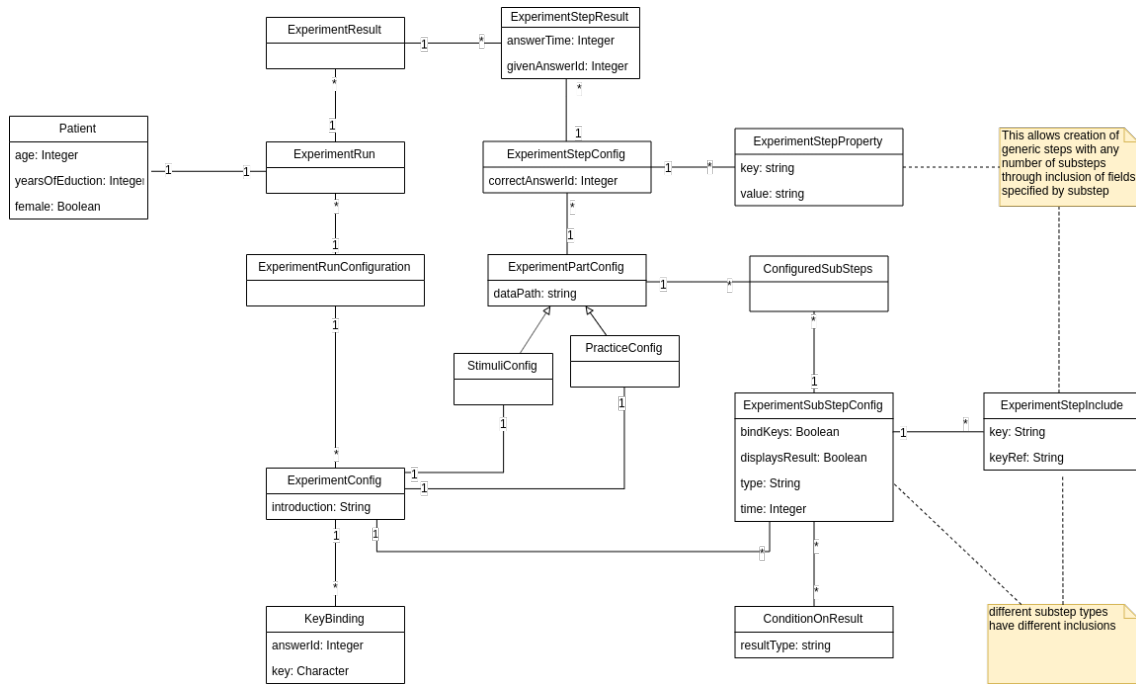 ExperimentResult
ExperimentStepResult
answerTime: Integer
givenAnswerId: Integer
1
*
*
1
*
1
Patient
age: Integer
yearsOfEduction: Integer
female: Boolean
1
1
ExperimentRun
ExperimentStepConfig
correctAnswerId: Integer
1
*
ExperimentStepProperty
key: string
value: string
This allows creation of
generic steps with any
number of substeps
through inclusion of fields
specified by substep
*
1
*
1
ExperimentRunConfiguration
ExperimentPartConfig
dataPath: string
1
*
ConfiguredSubSteps
1
*
*
1
StimuliConfig
PracticeConfig
1
1
ExperimentSubStepConfig
bindKeys: Boolean
displaysResult: Boolean
type: String
time: Integer
1
*
ExperimentStepInclude
key: String
keyRef: String
ExperimentConfig
introduction: String
1
1
1
*
1
*
*
*
KeyBinding
answerId: Integer
key: Character
ConditionOnResult
resultType: string
different substep types
have different inclusions